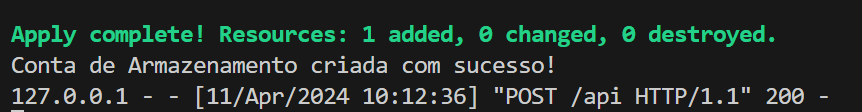 Apply complete! Resources: 1 added, 0 changed, 0 destroyed.
Conta de Armazenamento criada com sucesso!
127.0.0.1 - - [11/Apr/2024 10:12:36] "POST /api HTTP/1.1" 200 -